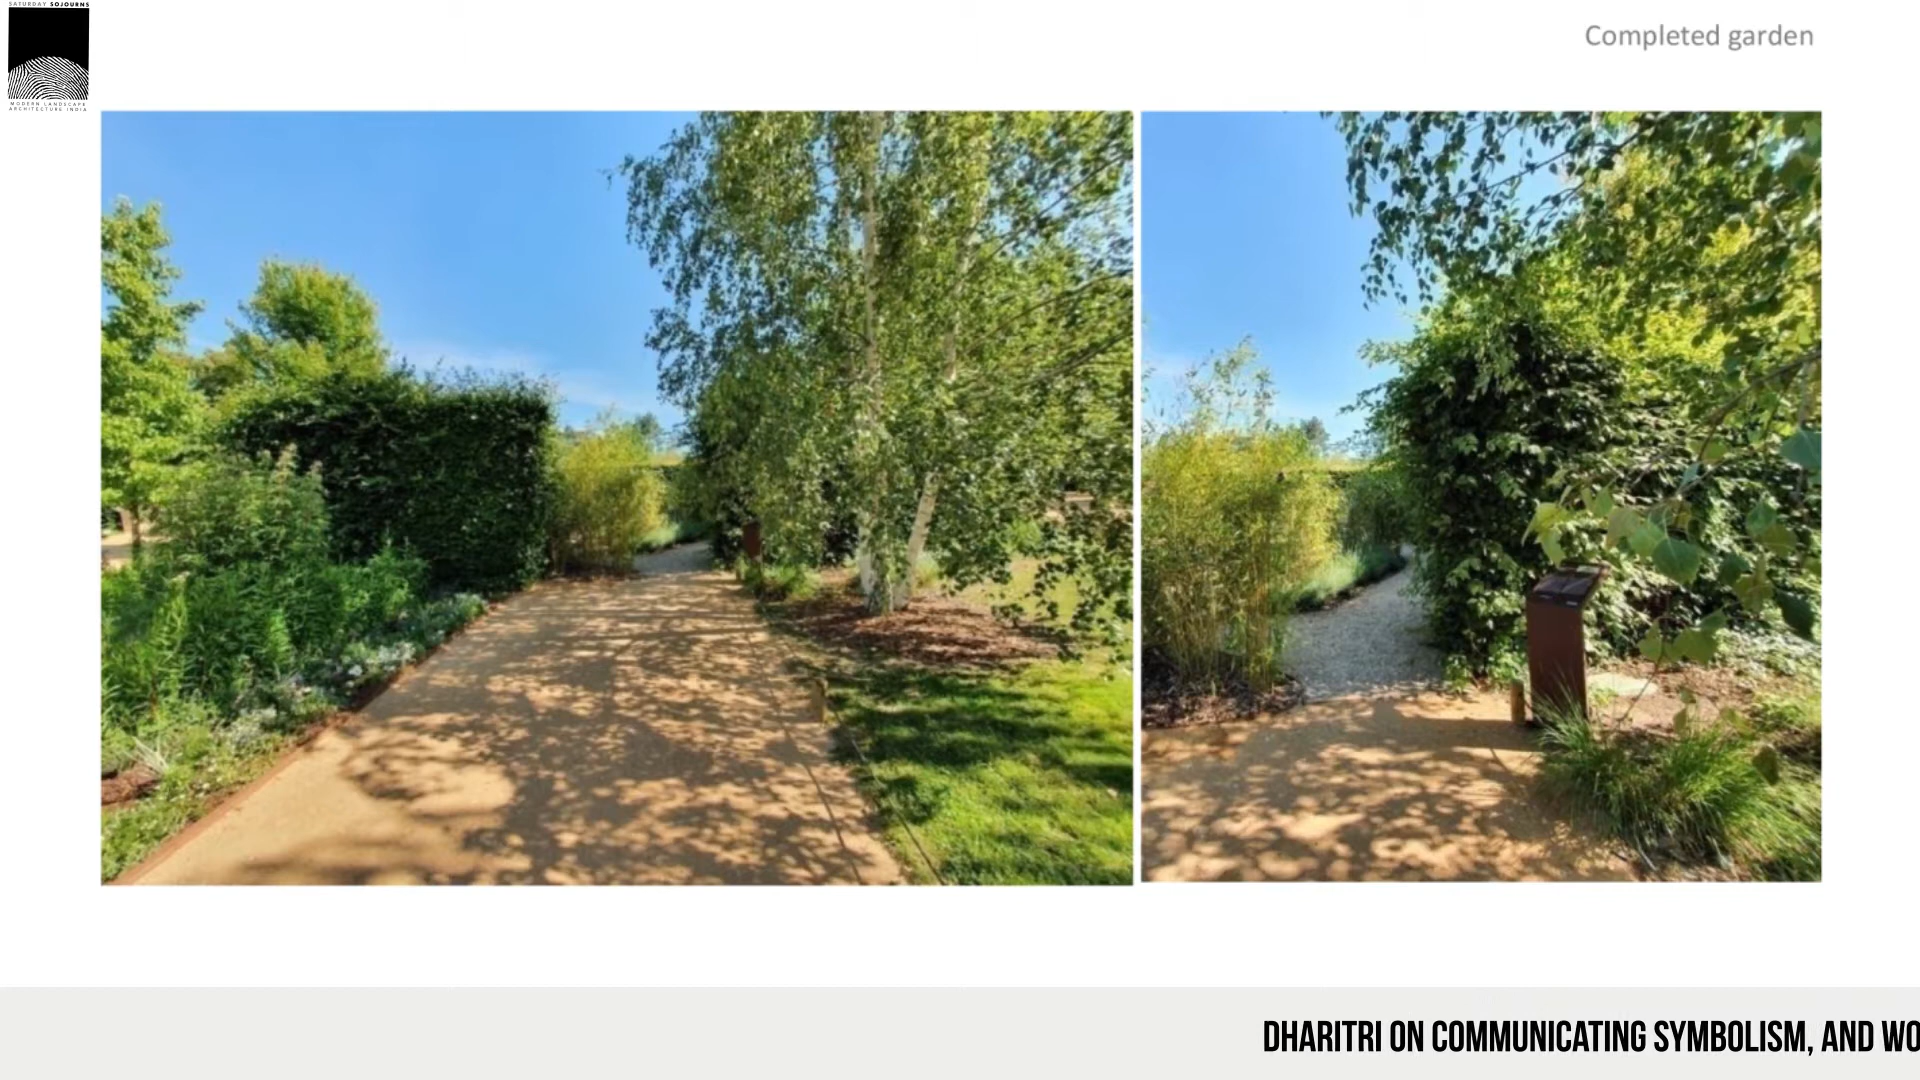 SATURDAY SOJOURNS
MODERN LANDSCAPE
ARCHITECTURE INDIA
Completed garden
DHARITRI ON COMMUNICATING SYMBOLISM, AND WO